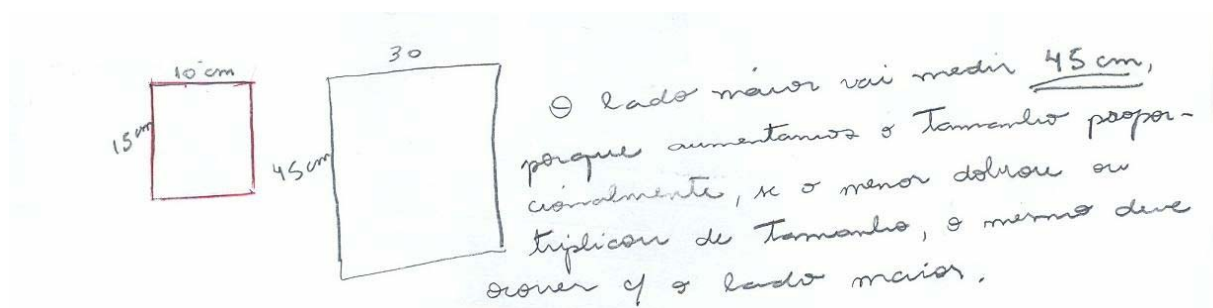 10 cm
15 cm
30
45 cm
O lado maior vai medir 45 cm,
porque aumentamos o tamanho propor-
cionalmente, se o menor dobrou ou
triplicou de tamanho, o mesmo deve
ocorrer c/ o lado maior.